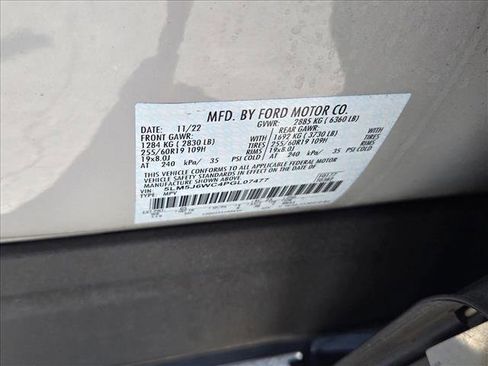 MFD. BY FORD MOTOR CO.
DATE: 11/22 GVWR: 2885 KG ( 6360 LB)
FRONT GAWR: REAR GAWR:
1284 KG ( 2830 LB) WITH 1692 KG ( 3730 LB) WITH
255/60R19 109H TIRES 255/60R19 109H TIRES
19x8.0J RIMS 19x8.0J RIMS
AT 240 kPa/ 35 PSI COLD AT 240 kPa/ 35 PSI COLD
THIS VEHICLE CONFORMS TO ALL APPLICABLE FEDERAL MOTOR
VEHICLE SAFETY STANDARDS IN EFFECT ON THE DATE OF
MANUFACTURE SHOWN ABOVE.
VIN: 5LM5J6WC4PGL07477
TYPE: MPV